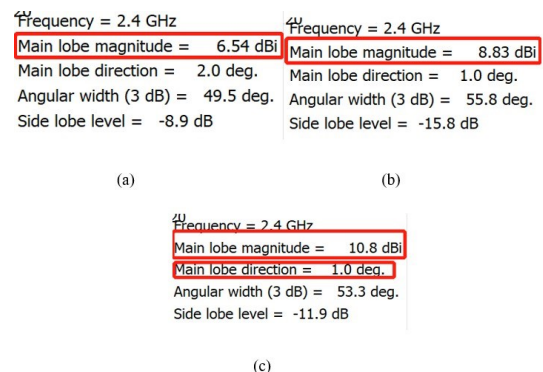 Frequency = 2.4 GHz
Main lobe magnitude = 6.54 dBi
Main lobe direction = 2.0 deg.
Angular width (3 dB) = 49.5 deg.
Side lobe level = -8.9 dB
(a)
Frequency = 2.4 GHz
Main lobe magnitude = 8.83 dBi
Main lobe direction = 1.0 deg.
Angular width (3 dB) = 55.8 deg.
Side lobe level = -15.8 dB
(b)
Frequency = 2.4 GHz
Main lobe magnitude = 10.8 dBi
Main lobe direction = 1.0 deg.
Angular width (3 dB) = 53.3 deg.
Side lobe level = -11.9 dB
(c)